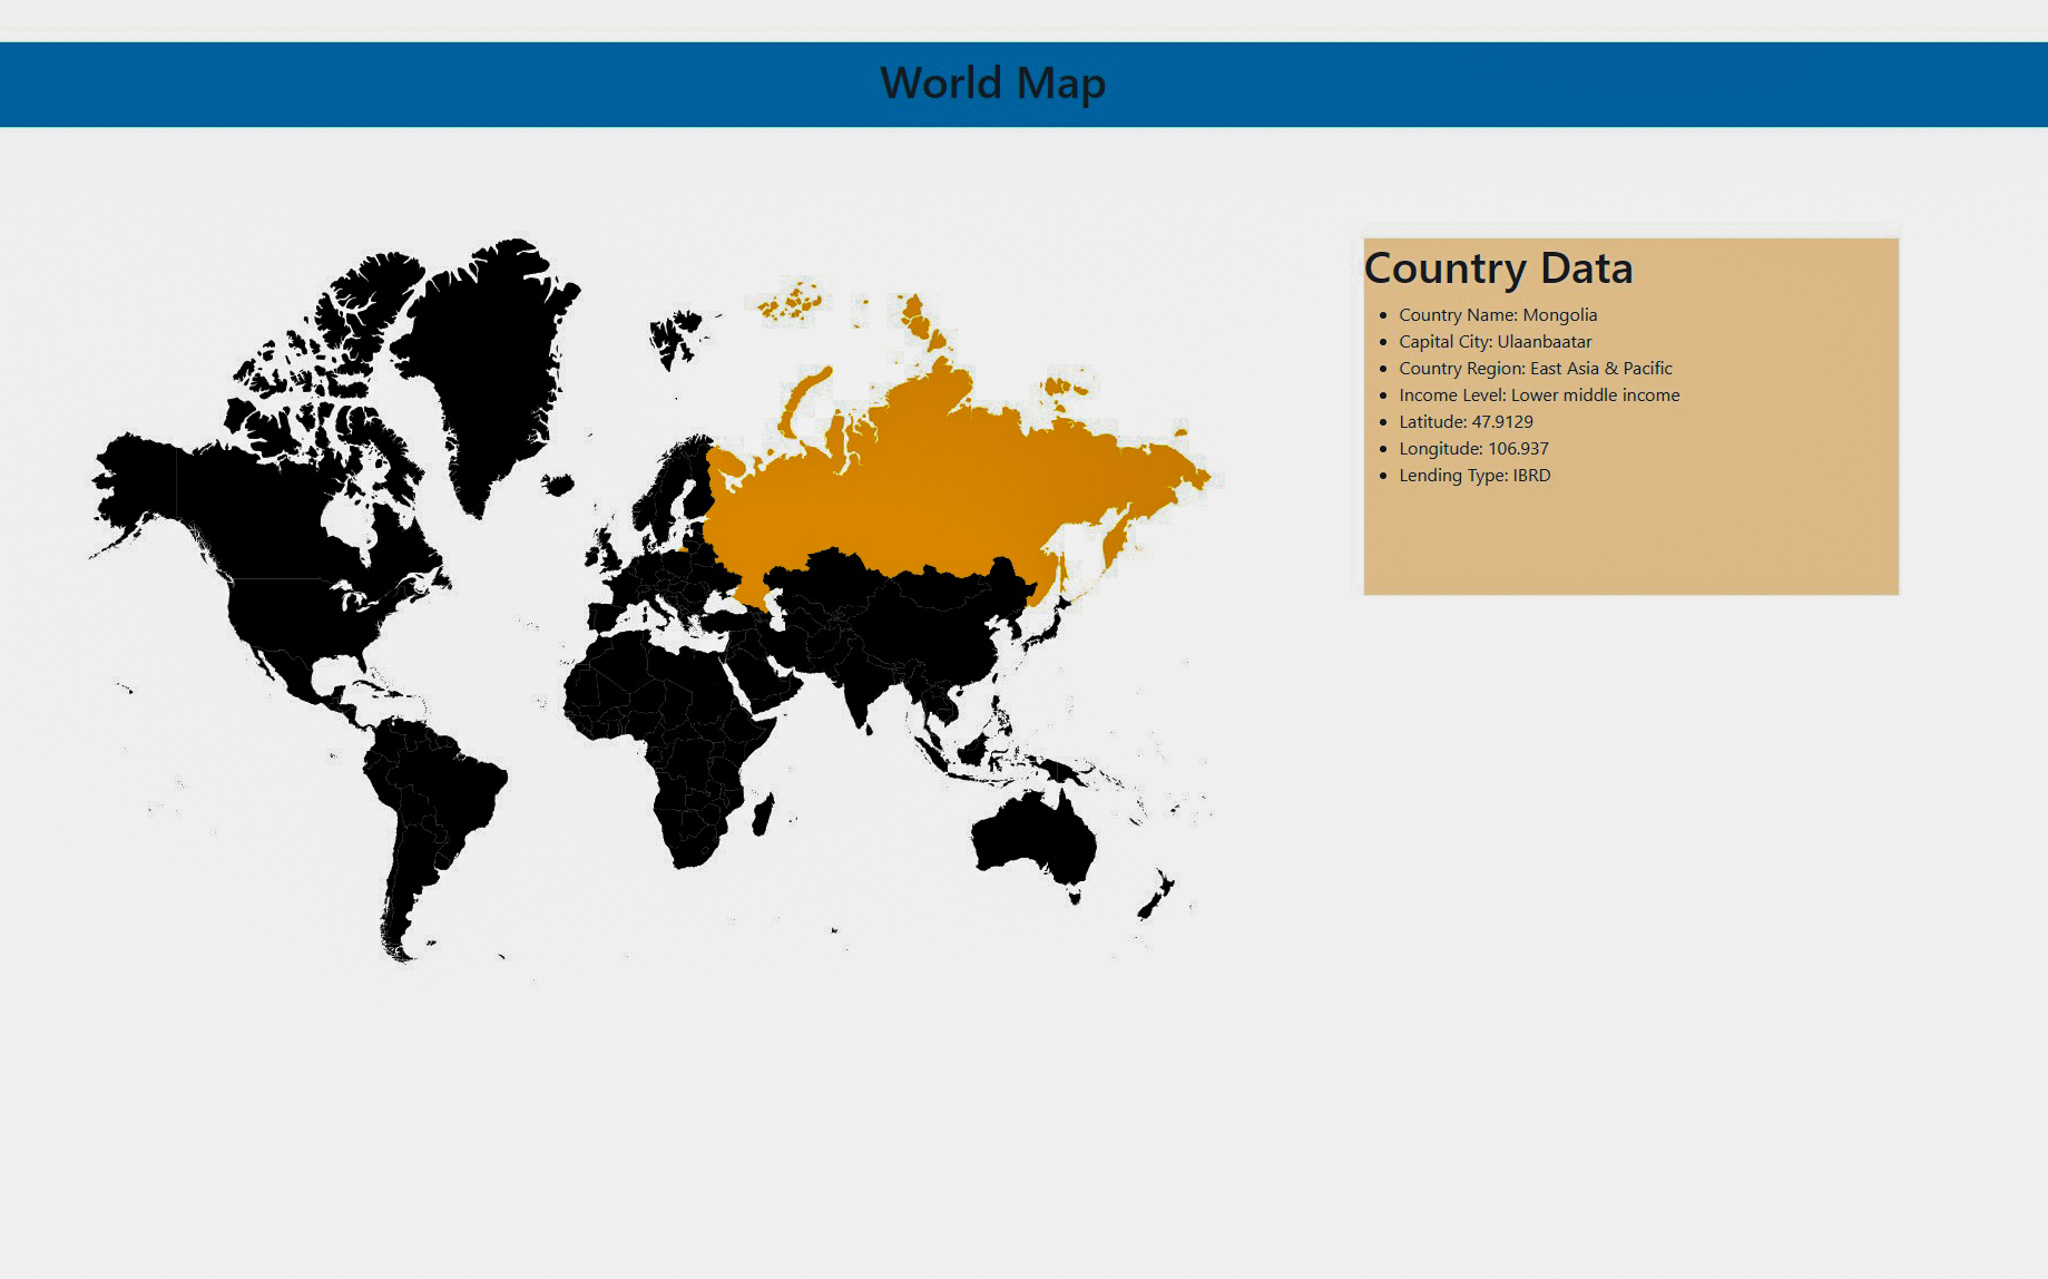 World Map
Country Data
Country Name: Mongolia
Capital City: Ulaanbaatar
Country Region: East Asia & Pacific
Income Level: Lower middle income
Latitude: 47.9129
Longitude: 106.937
Lending Type: IBRD